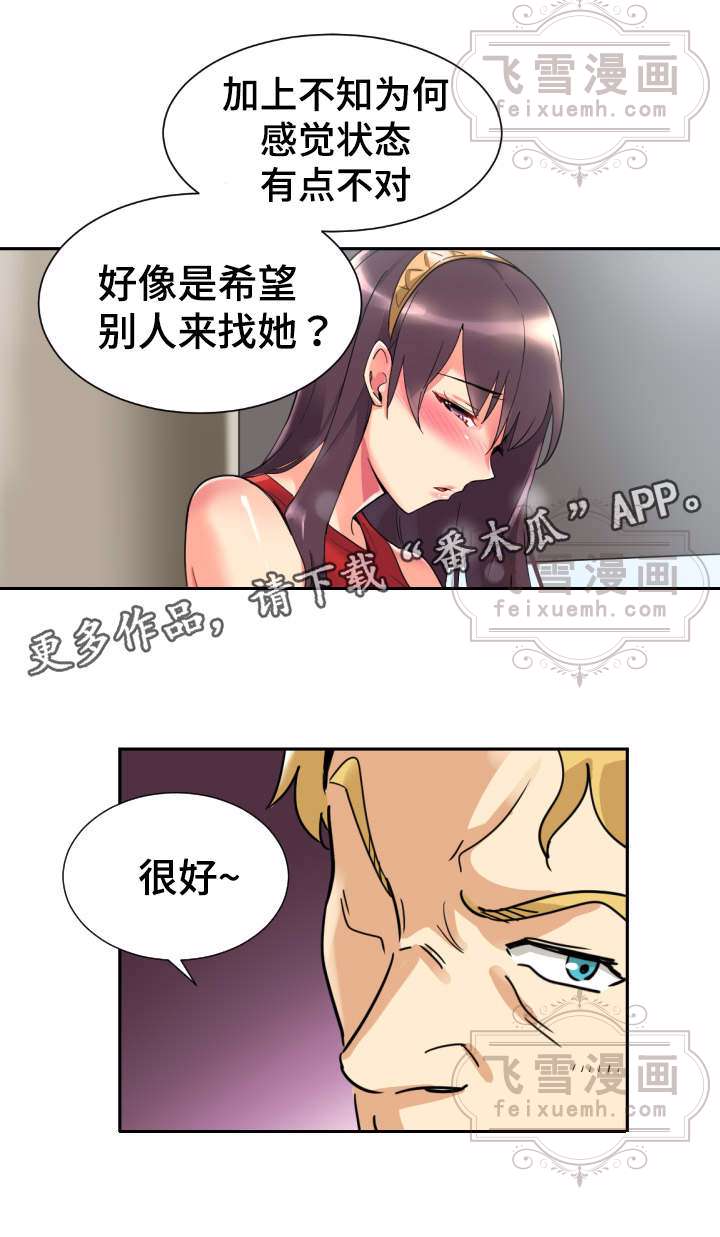 飞雪漫画
feixuemh.com
加上不知为何
感觉状态
有点不对
好像是希望
别人来找她？
更多作品，请下载“番木瓜”APP。
飞雪漫画
feixuemh.com
很好~
飞雪漫画
feixuemh.com